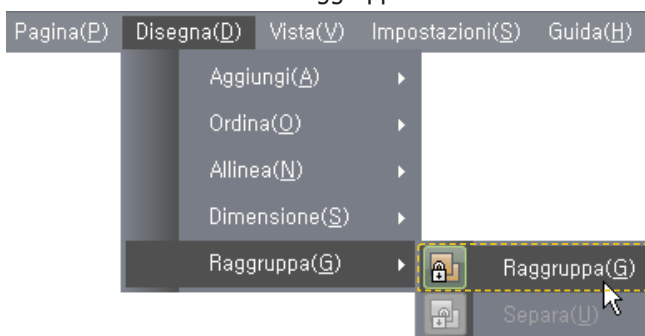 Pagina(P) Disegna(D) Vista(V) Impostazioni(S) Guida(H)
Aggiungi(A)
Ordina(O)
Allinea(N)
Dimensione(S)
Raggruppa(G) Raggruppa(G)
Separa(U)